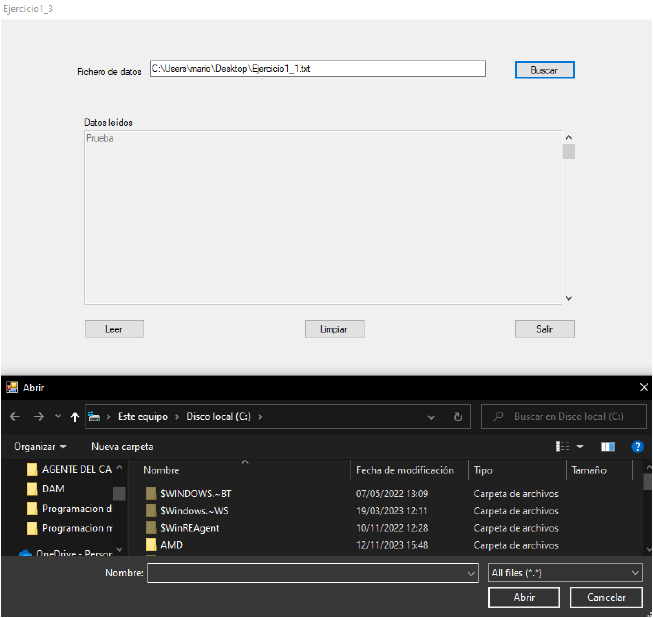 Ejercicio1_3
Fichero de datos C:\Users\mario\Desktop\Ejercicio1_1.txt Buscar
Datos leídos
Prueba
Leer Limpiar Salir
Abrir
Este equipo Disco local (C:) Buscar en Disco local (C:)
Organizar Nueva carpeta
AGENTE DEL CA Nombre Fecha de modificación Tipo Tamaño
DAM $WINDOWS.~BT 07/05/2022 13:09 Carpeta de archivos
Programacion d $Windows.~WS 19/03/2023 12:11 Carpeta de archivos
Programacion m $WinREAgent 10/11/2022 12:28 Carpeta de archivos
OneDrive - Person AMD 12/11/2023 15:48 Carpeta de archivos
Nombre: All files (*.*)
Abrir Cancelar